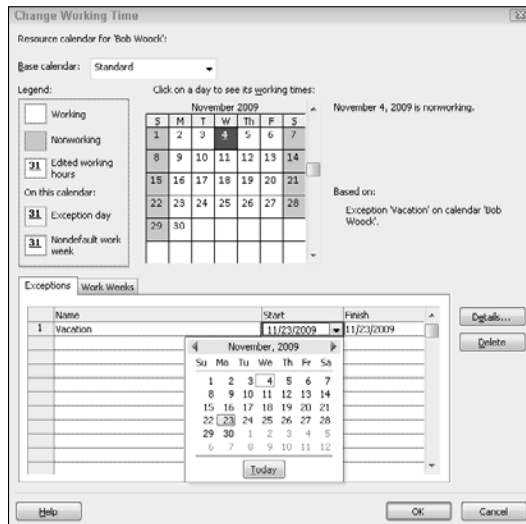 Change Working Time
Resource calendar for 'Bob Woock':
Base calendar: Standard
Legend:
Working
Nonworking
31 Edited working hours
On this calendar:
31 Exception day
31 Nondefault work week
Click on a day to see its working times:
November 2009
S M T W Th F S
1 2 3 4 5 6 7
8 9 10 11 12 13 14
15 16 17 18 19 20 21
22 23 24 25 26 27 28
29 30
November 4, 2009 is nonworking.
Based on:
Exception 'Vacation' on calendar 'Bob
Woock'.
Exceptions Work Weeks
Name Start Finish
1 Vacation 11/23/2009 11/23/2009
November, 2009
Su Mo Tu We Th Fr Sa
1 2 3 4 5 6 7
8 9 10 11 12 13 14
15 16 17 18 19 20 21
22 23 24 25 26 27 28
29 30 1 2 3 4 5
6 7 8 9 10 11 12
Today
Details...
Delete
Help
OK
Cancel